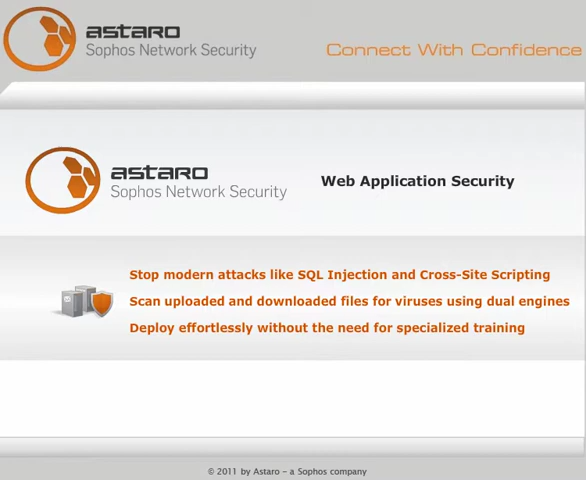 astaro
Sophos Network Security
Connect With Confidence
astaro
Sophos Network Security
Web Application Security
Stop modern attacks like SQL Injection and Cross-Site Scripting
Scan uploaded and downloaded files for viruses using dual engines
Deploy effortlessly without the need for specialized training
© 2011 by Astaro – a Sophos company